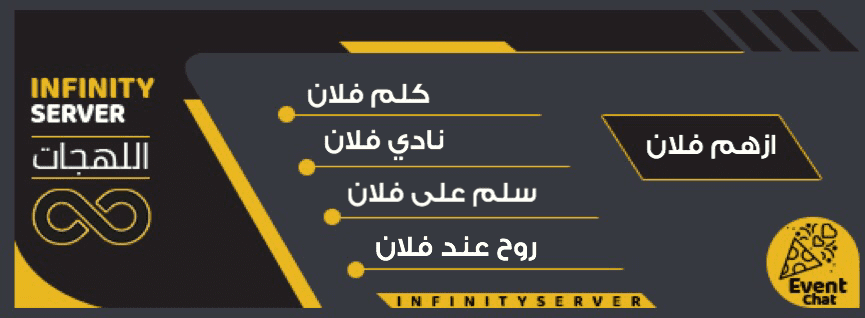 INFINITY
SERVER
اللهجات
ازهم فلان
كلم فلان
نادي فلان
سلم على فلان
روح عند فلان
INFINITYSERVER
Event
Chat